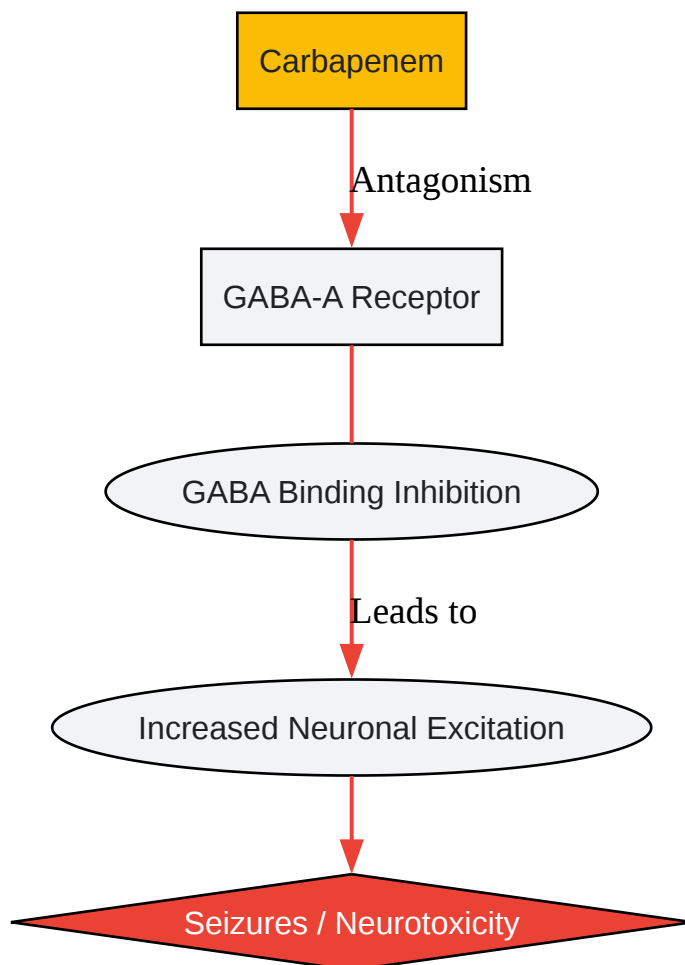 Carbapenem
Antagonism
GABA-A Receptor
GABA Binding Inhibition
Leads to
Increased Neuronal Excitation
Seizures / Neurotoxicity